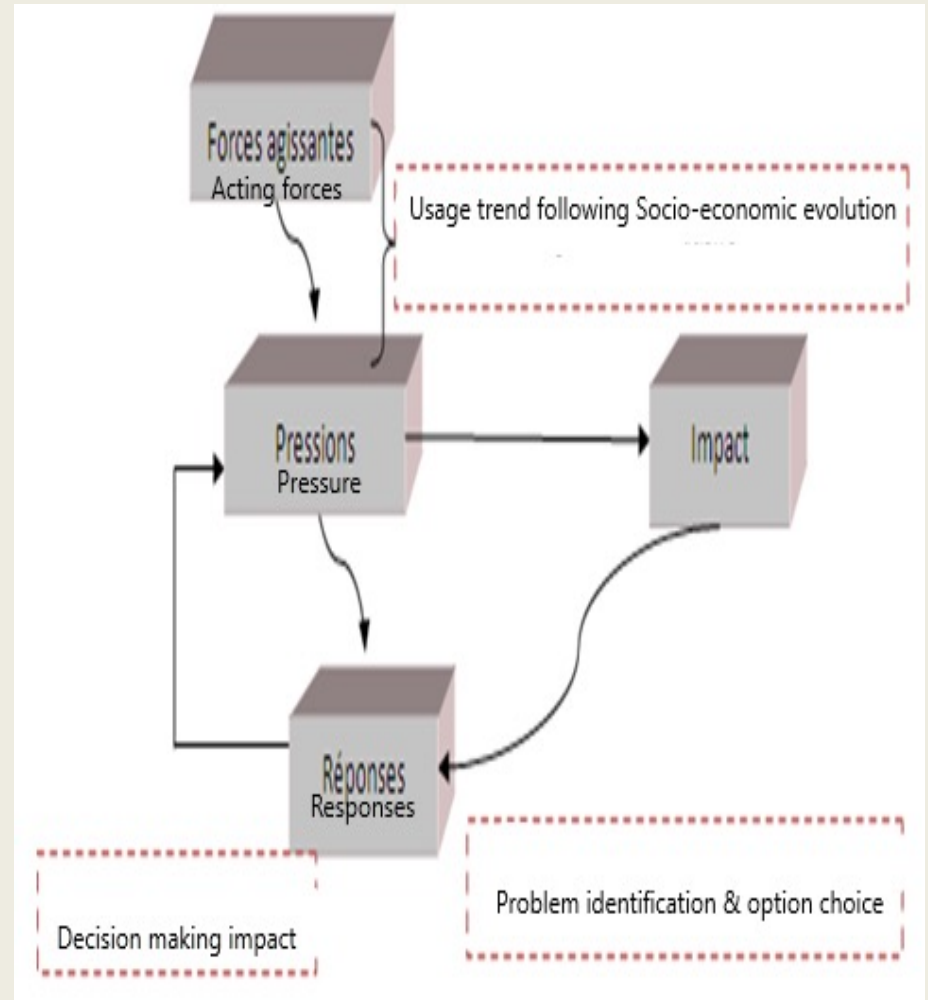 Forces agissantes
Acting forces
Usage trend following Socio-economic evolution
Pressions
Pressure
Impact
Réponses
Responses
Problem identification & option choice
Decision making impact